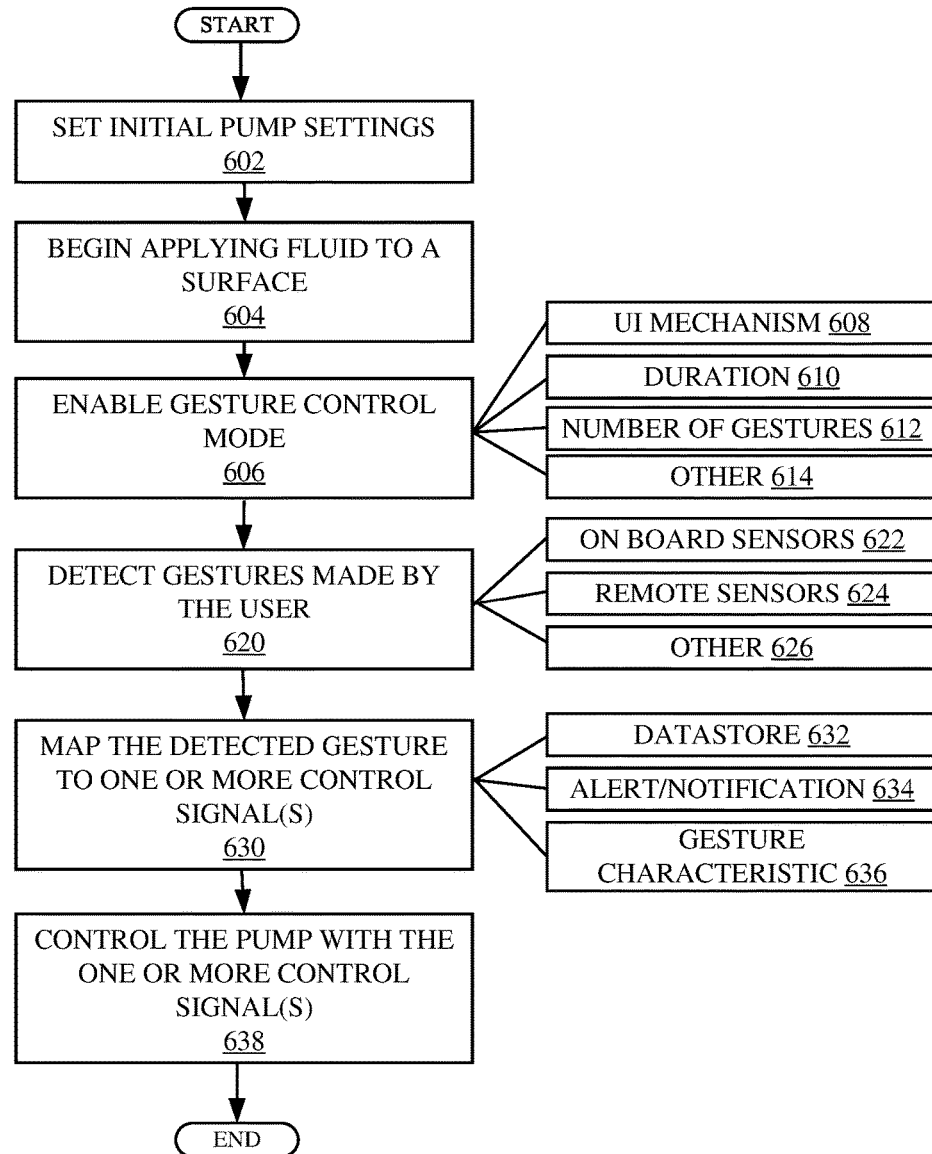 START
SET INITIAL PUMP SETTINGS
602
BEGIN APPLYING FLUID TO A
SURFACE
604
ENABLE GESTURE CONTROL
MODE
606
UI MECHANISM 608
DURATION 610
NUMBER OF GESTURES 612
OTHER 614
DETECT GESTURES MADE BY
THE USER
620
ON BOARD SENSORS 622
REMOTE SENSORS 624
OTHER 626
MAP THE DETECTED GESTURE
TO ONE OR MORE CONTROL
SIGNAL(S)
630
DATASTORE 632
ALERT/NOTIFICATION 634
GESTURE
CHARACTERISTIC 636
CONTROL THE PUMP WITH THE
ONE OR MORE CONTROL
SIGNAL(S)
638
END